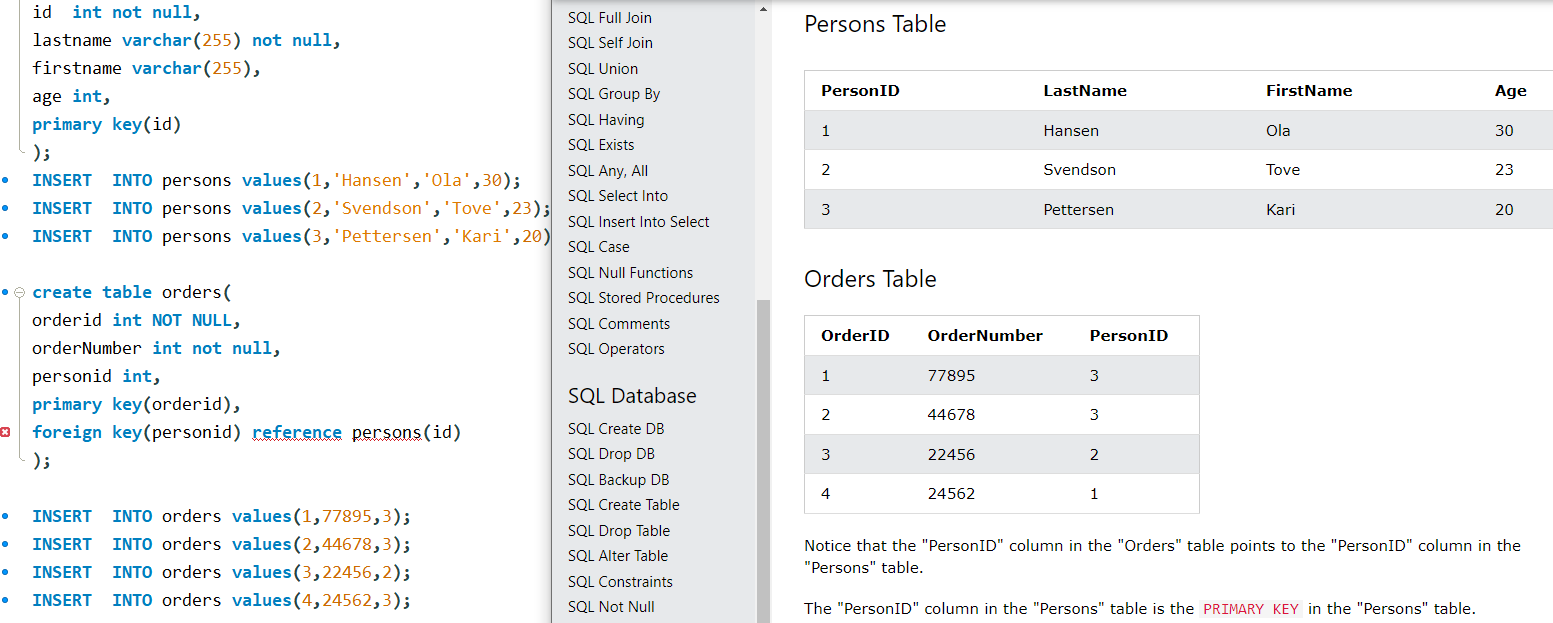 id  int not null,
lastname varchar(255) not null,
firstname varchar(255),
age int,
primary key(id)
);
INSERT  INTO persons values(1,'Hansen','Ola',30);
INSERT  INTO persons values(2,'Svendson','Tove',23);
INSERT  INTO persons values(3,'Pettersen','Kari',20)
create table orders(
orderid int NOT NULL,
orderNumber int not null,
personid int,
primary key(orderid),
foreign key(personid) reference persons(id)
);
INSERT  INTO orders values(1,77895,3);
INSERT  INTO orders values(2,44678,3);
INSERT  INTO orders values(3,22456,2);
INSERT  INTO orders values(4,24562,3);
SQL Full Join
SQL Self Join
SQL Union
SQL Group By
SQL Having
SQL Exists
SQL Any, All
SQL Select Into
SQL Insert Into Select
SQL Case
SQL Null Functions
SQL Stored Procedures
SQL Comments
SQL Operators
SQL Database
SQL Create DB
SQL Drop DB
SQL Backup DB
SQL Create Table
SQL Drop Table
SQL Alter Table
SQL Constraints
SQL Not Null
Persons Table
PersonID LastName FirstName Age
1 Hansen Ola 30
2 Svendson Tove 23
3 Pettersen Kari 20
Orders Table
OrderID OrderNumber PersonID
1 77895 3
2 44678 3
3 22456 2
4 24562 1
Notice that the "PersonID" column in the "Orders" table points to the "PersonID" column in the
"Persons" table.
The "PersonID" column in the "Persons" table is the PRIMARY KEY in the "Persons" table.